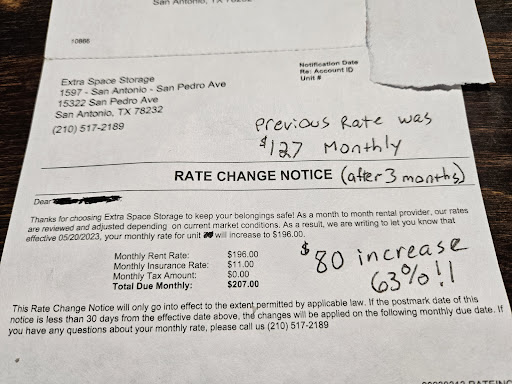 San Antonio, TX
10866
Extra Space Storage
1597 - San Antonio - San Pedro Ave
15322 San Pedro Ave
San Antonio, TX 78232
(210) 517-2189
Notification Date
Re: Account ID
Unit #
Previous Rate was
$127 Monthly
RATE CHANGE NOTICE (after 3 months)
Dear
Thanks for choosing Extra Space Storage to keep your belongings safe! As a month to month rental provider, our rates
are reviewed and adjusted depending on current market conditions. As a result, we are writing to let you know that
effective 05/20/2023, your monthly rate for unit will increase to $196.00.
Monthly Rent Rate: $196.00
Monthly Insurance Rate: $11.00
Monthly Tax Amount: $0.00
Total Due Monthly: $207.00
$80 increase
63%!!
This Rate Change Notice will only go into effect to the extent permitted by applicable law. If the postmark date of this
notice is less than 30 days from the effective date above, the changes will be applied on the following monthly due date. If
you have any questions about your monthly rate, please call us (210) 517-2189